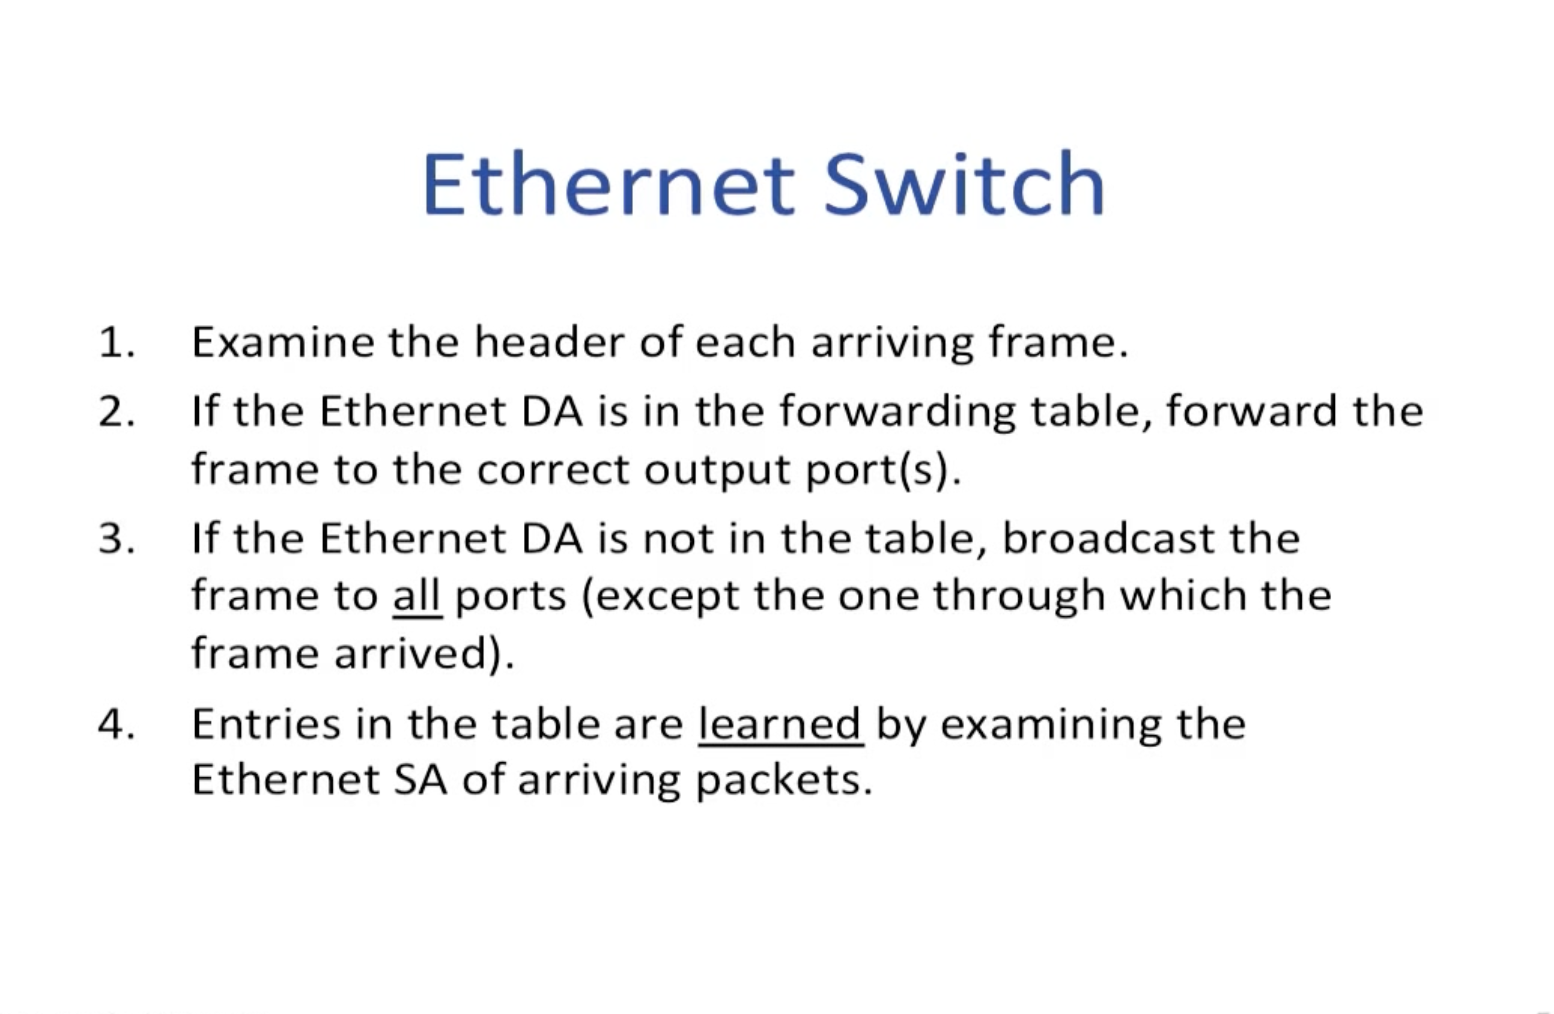 Ethernet Switch
1. Examine the header of each arriving frame.
2. If the Ethernet DA is in the forwarding table, forward the
frame to the correct output port(s).
3. If the Ethernet DA is not in the table, broadcast the
frame to all ports (except the one through which the
frame arrived).
4. Entries in the table are learned by examining the
Ethernet SA of arriving packets.